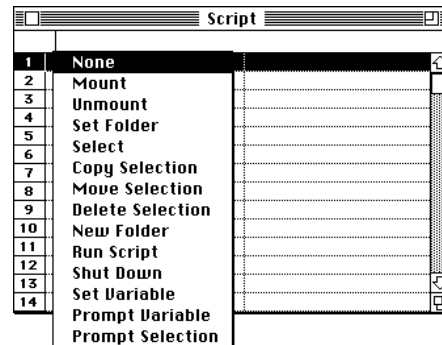 Script
1 None
2 Mount
3 Unmount
4 Set Folder
5 Select
6 Copy Selection
7 Move Selection
8 Delete Selection
9 New Folder
10 Run Script
11 Shut Down
12 Set Variable
13 Prompt Variable
14 Prompt Selection